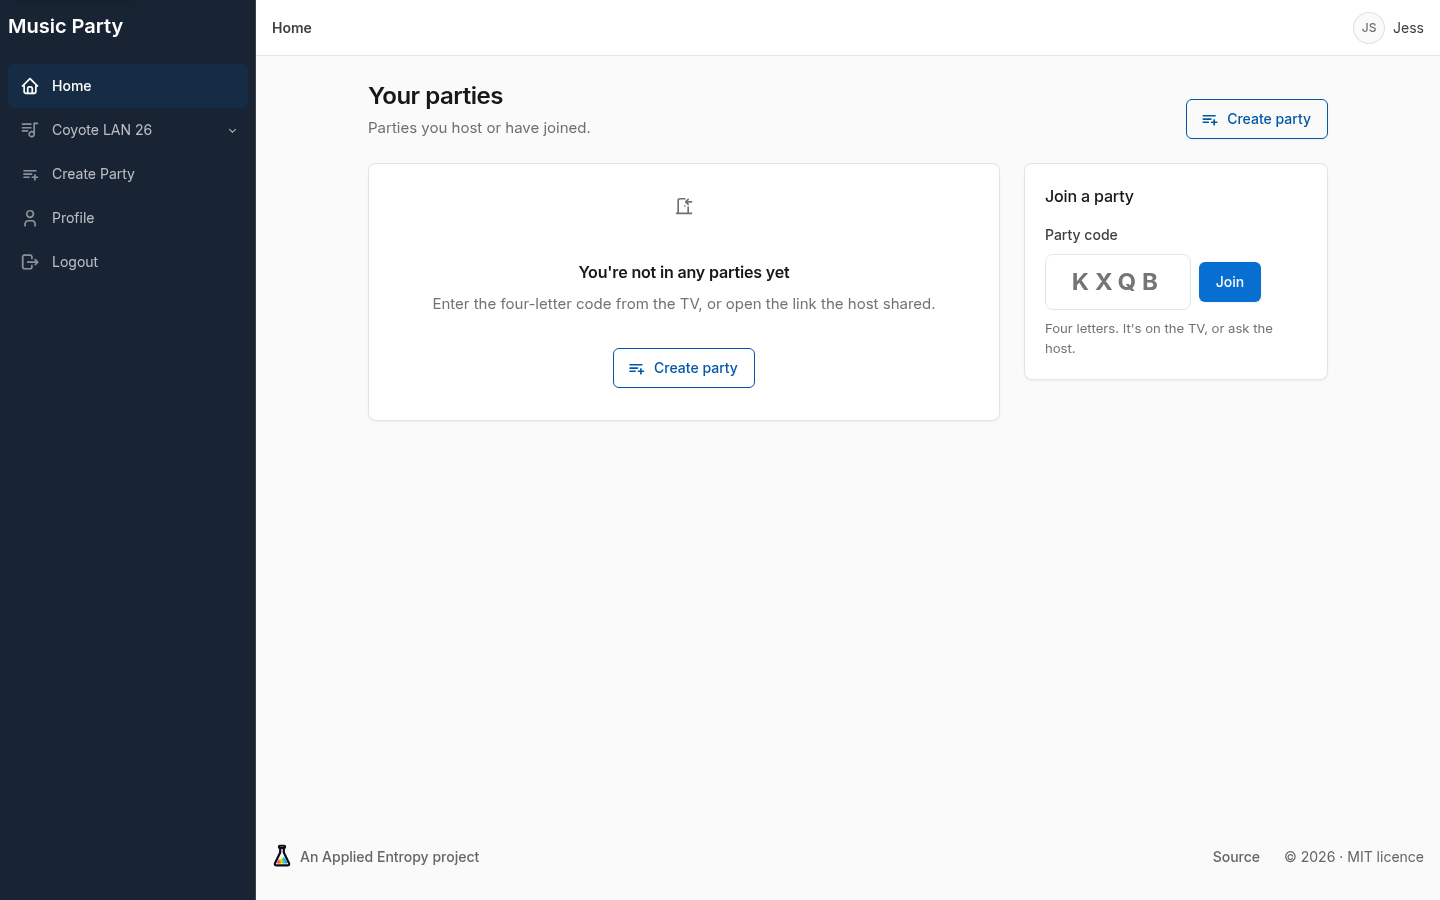 Music Party
Home
Coyote LAN 26
Create Party
Profile
Logout
Home
JS Jess
Your parties
Parties you host or have joined.
Create party
You're not in any parties yet
Enter the four-letter code from the TV, or open the link the host shared.
Create party
Join a party
Party code
KXQB
Join
Four letters. It's on the TV, or ask the
host.
An Applied Entropy project
Source
© 2026 · MIT licence